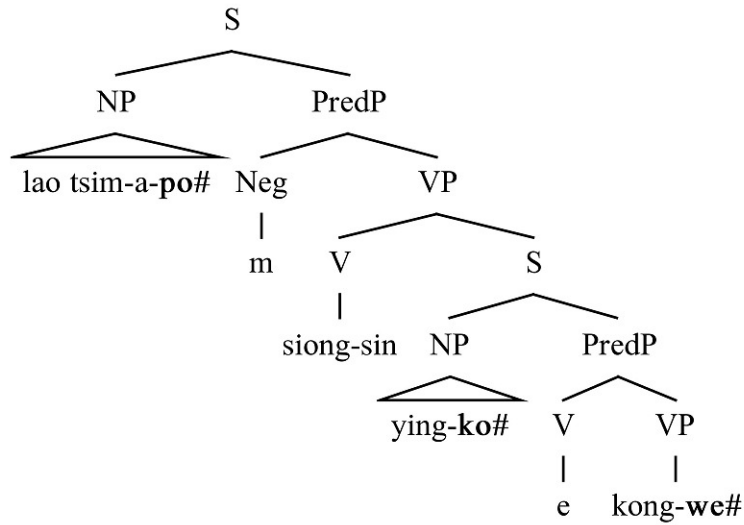 S
NP PredP
lao tsim-a-po# Neg VP
m V S
siong-sin NP PredP
ying-ko# V VP
e kong-we#